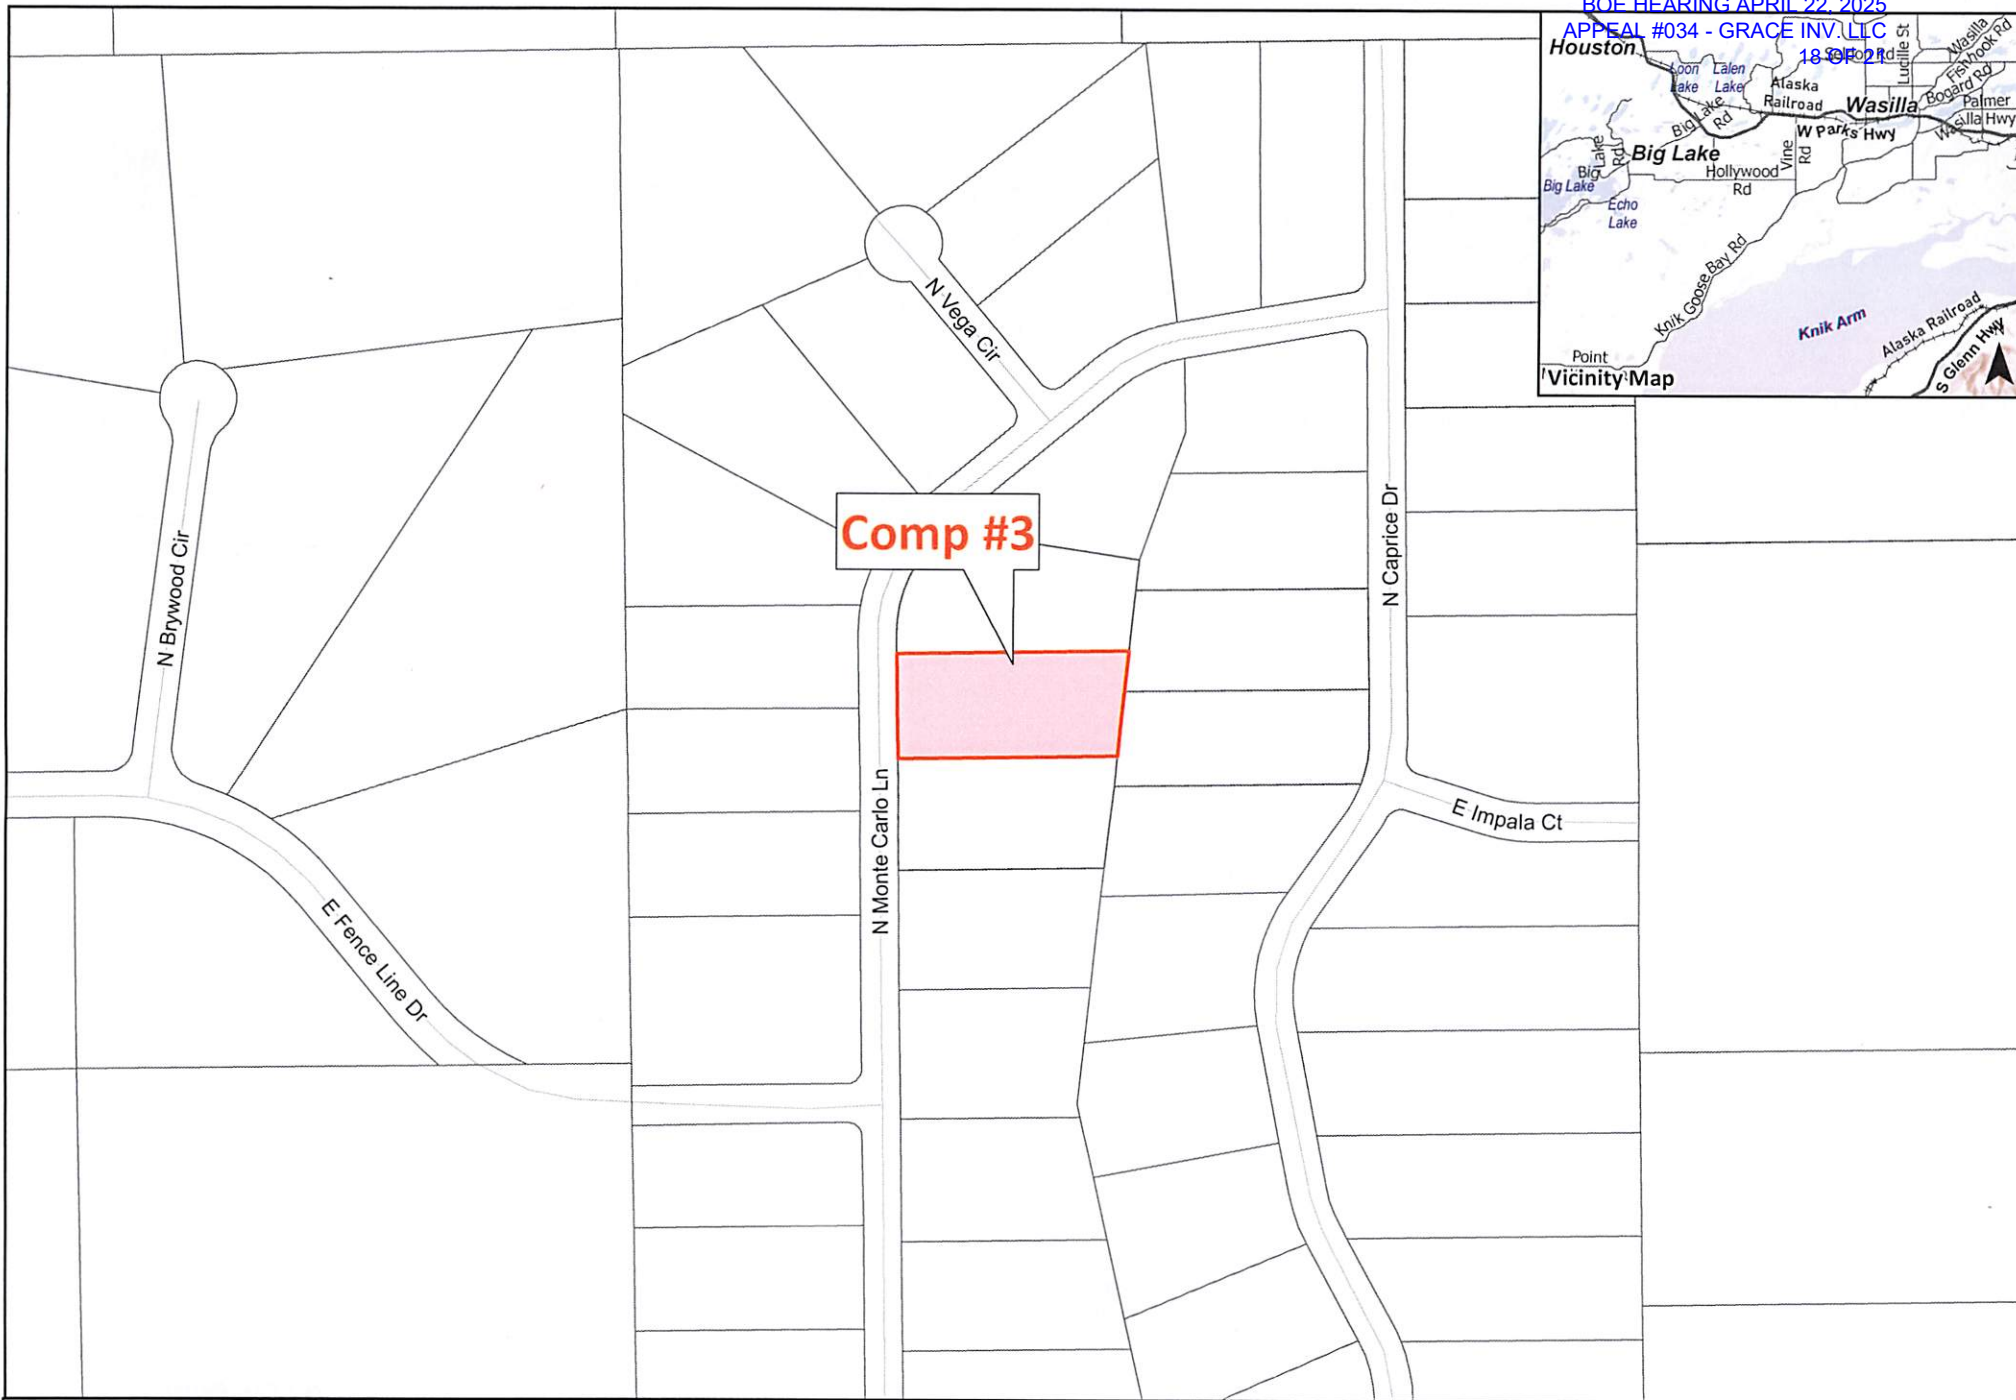 BOE HEARING APRIL 22, 2025
APPEAL #034 - GRACE INV. LLC
18 OF 21
Houston
Seldon Rd
Lucille St
Wasilla
Fishhook Rd
Loon
Lake
Lalen
Lake
Alaska
Railroad
Wasilla
Bogard Rd
Palmer
Wasilla Hwy
Big Lake
Rd
W Parks Hwy
Big Lake
Lake
Rd
Big
Vine
Rd
Hollywood
Rd
Big Lake
Echo
Lake
Knik Goose Bay Rd
Knik Arm
Alaska Railroad
S Glenn Hwy
Point
Vicinity Map
N Vega Cir
N Brywood Cir
Comp #3
N Caprice Dr
N Monte Carlo Ln
E Impala Ct
E Fence Line Dr